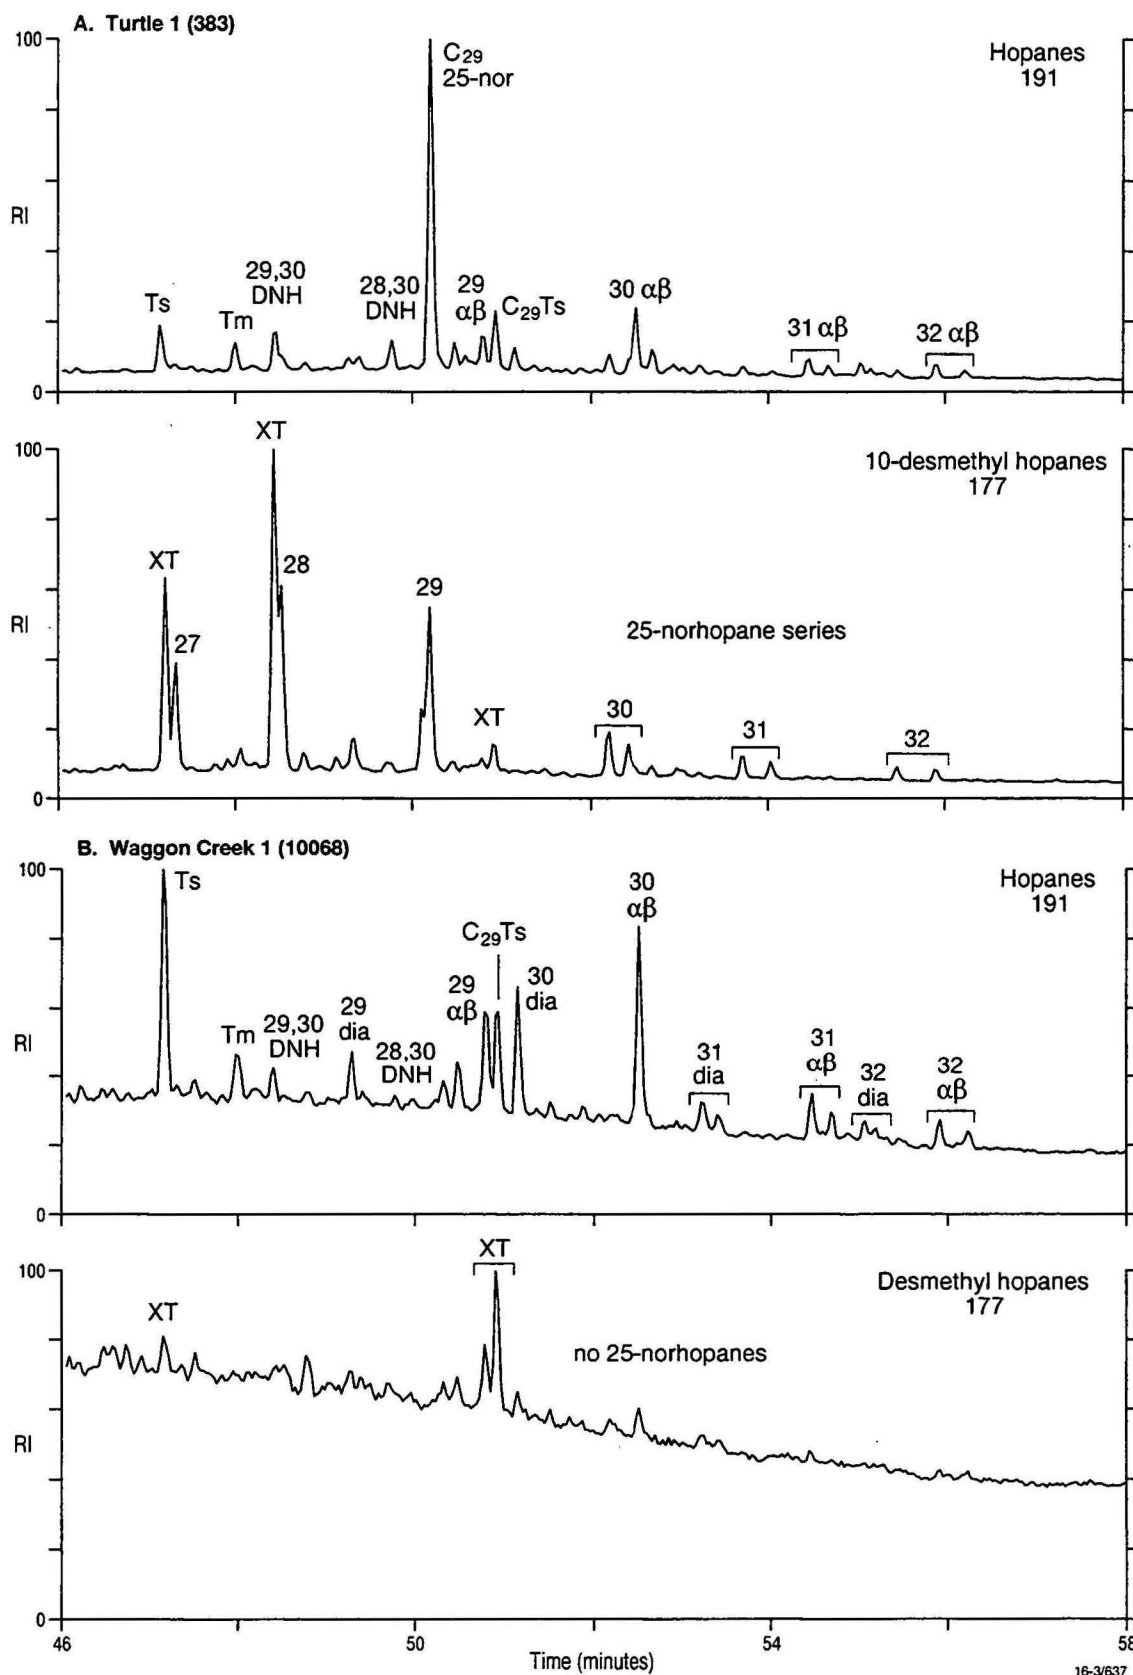 A. Turtle 1 (383)
100
C₂₉
25-nor
Hopanes
191
RI
Ts
Tm
29,30
DNH
28,30
DNH
29
αβ
C₂₉Ts
30 αβ
31 αβ
32 αβ
0
100
XT
10-desmethyl hopanes
177
XT
27
28
29
RI
25-norhopane series
XT
30
31
32
0
B. Waggon Creek 1 (10068)
100
Ts
30
αβ
Hopanes
191
C₂₉Ts
29
αβ
30
dia
RI
Tm
29,30
DNH
29
dia
28,30
DNH
31
dia
31
αβ
32
dia
32
αβ
0
XT
100
Desmethyl hopanes
177
XT
no 25-norhopanes
RI
0
46
50
54
58
Time (minutes)
16-3/637